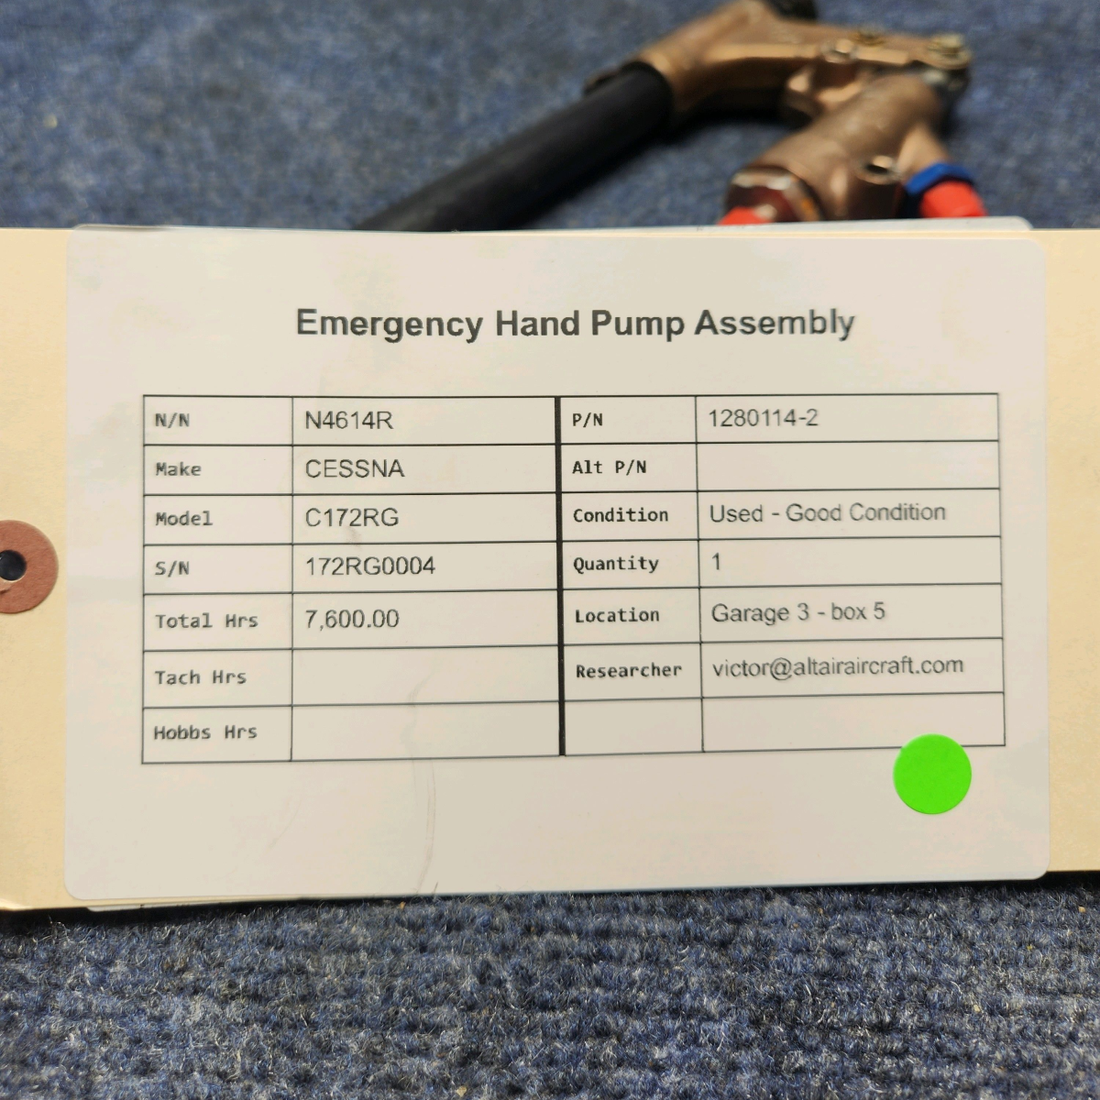 Emergency Hand Pump Assembly
N/N N4614R P/N 1280114-2
Make CESSNA Alt P/N
Model C172RG Condition Used - Good Condition
S/N 172RG0004 Quantity 1
Total Hrs 7,600.00 Location Garage 3 - box 5
Tach Hrs Researcher victor@altairaircraft.com
Hobbs Hrs